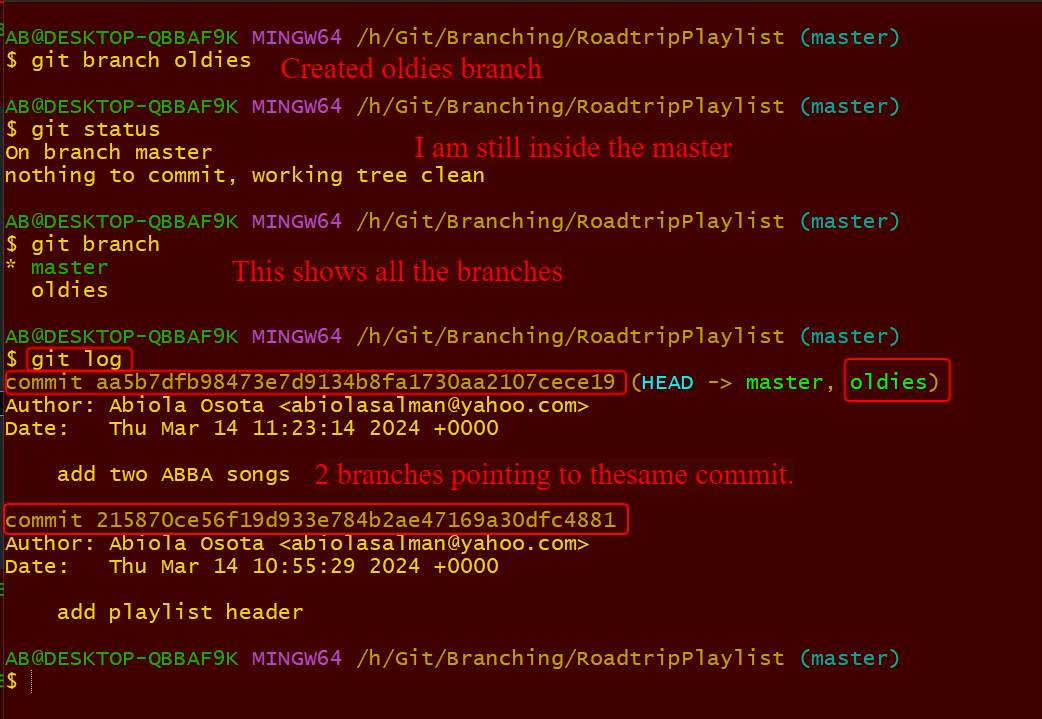 AB@DESKTOP-QBBAF9K MINGW64 /h/Git/Branching/RoadtripPlaylist (master)
$ git branch oldies
Created oldies branch
AB@DESKTOP-QBBAF9K MINGW64 /h/Git/Branching/RoadtripPlaylist (master)
$ git status
On branch master
I am still inside the master
nothing to commit, working tree clean
AB@DESKTOP-QBBAF9K MINGW64 /h/Git/Branching/RoadtripPlaylist (master)
$ git branch
* master
This shows all the branches
oldies
AB@DESKTOP-QBBAF9K MINGW64 /h/Git/Branching/RoadtripPlaylist (master)
$ git log
commit aa5b7dfb98473e7d9134b8fa1730aa2107cece19 (HEAD -> master, oldies)
Author: Abiola Osota <abiolasalman@yahoo.com>
Date:   Thu Mar 14 11:23:14 2024 +0000
add two ABBA songs
2 branches pointing to thesame commit.
commit 215870ce56f19d933e784b2ae47169a30dfc4881
Author: Abiola Osota <abiolasalman@yahoo.com>
Date:   Thu Mar 14 10:55:29 2024 +0000
add playlist header
AB@DESKTOP-QBBAF9K MINGW64 /h/Git/Branching/RoadtripPlaylist (master)
$